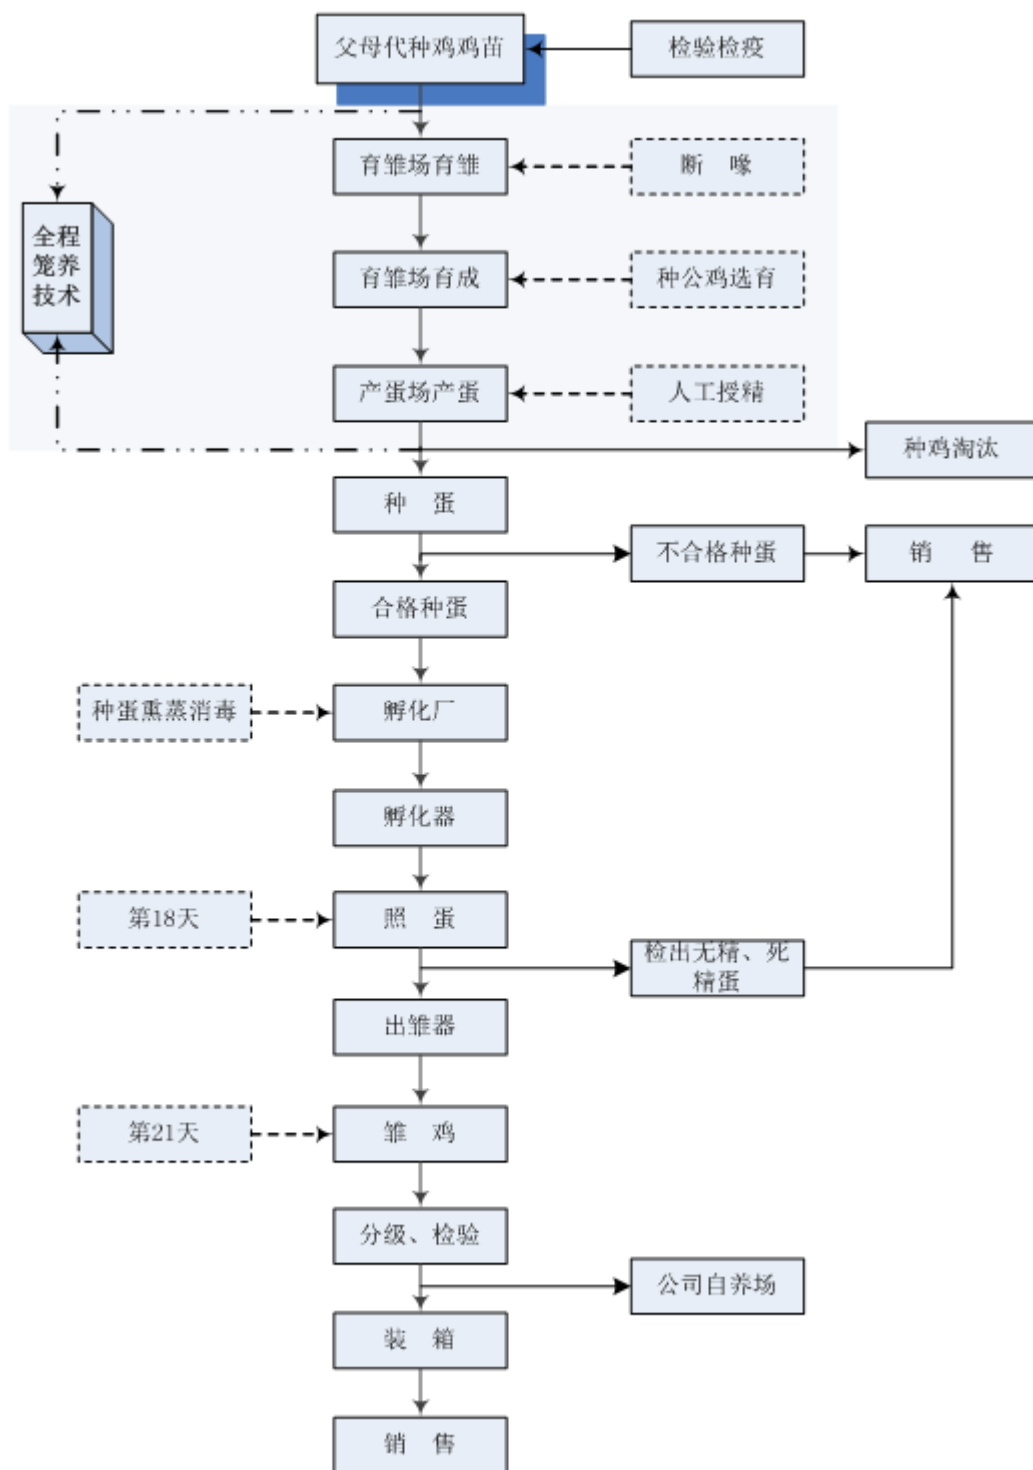 父母代种鸡鸡苗
检验检疫
育雏场育雏
断 喙
全程
笼养
技术
育雏场育成
种公鸡选育
产蛋场产蛋
人工授精
种鸡淘汰
种 蛋
不合格种蛋
销 售
合格种蛋
种蛋熏蒸消毒
孵化厂
孵化器
第18天
照 蛋
检出无精、死
精蛋
出雏器
第21天
雏 鸡
分级、检验
公司自养场
装 箱
销 售